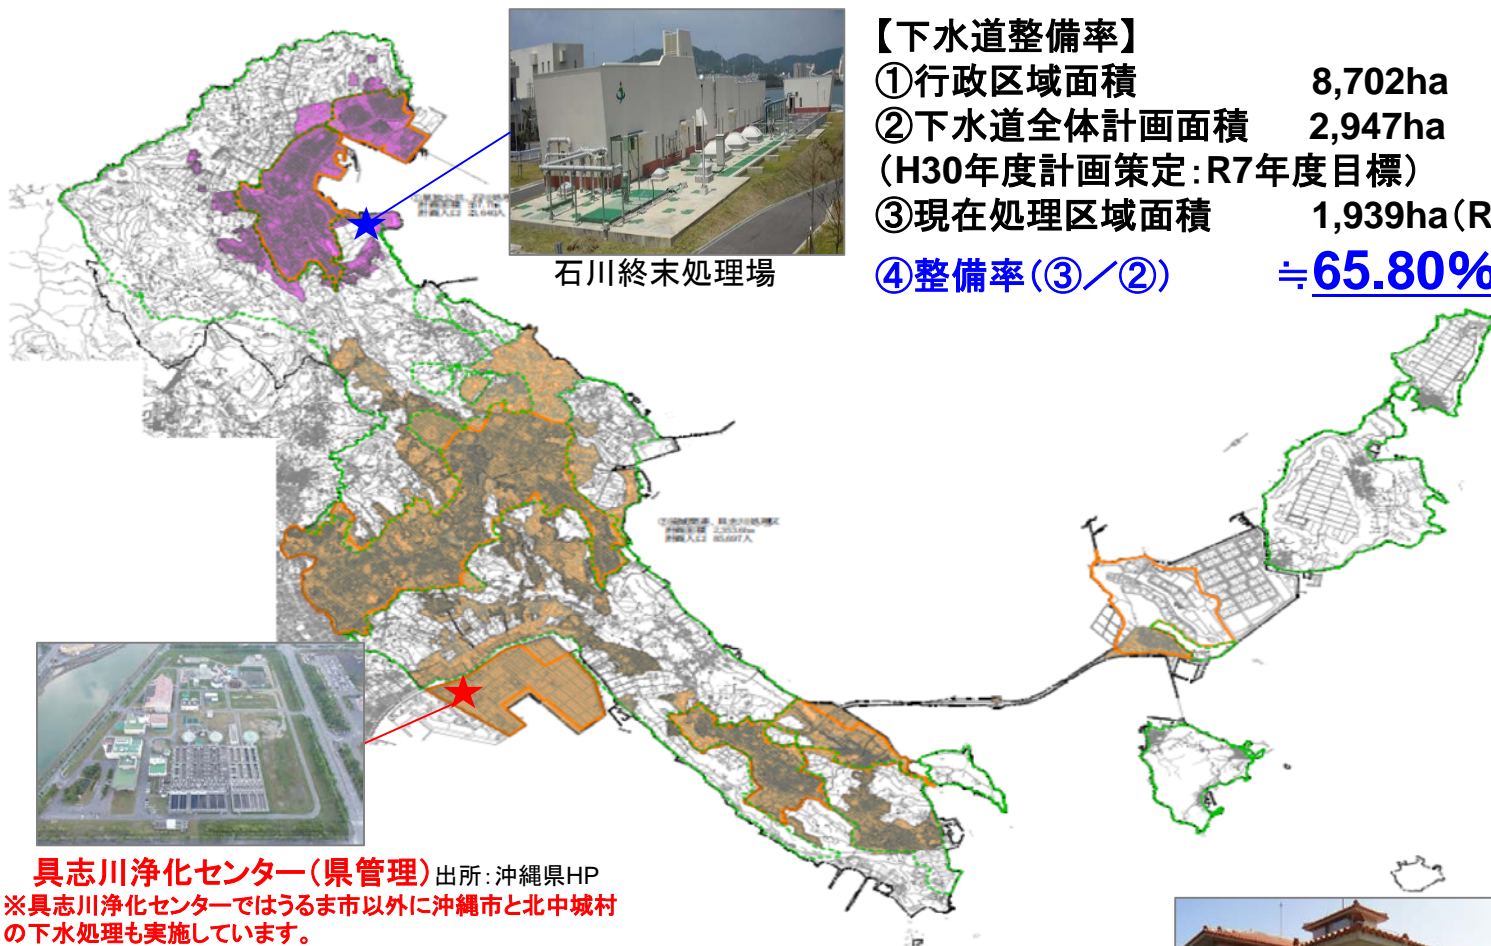 【下水道整備率】
①行政区域面積 8,702ha
②下水道全体計画面積 2,947ha
(H30年度計画策定:R7年度目標)
③現在処理区域面積 1,939ha(R
④整備率(③/②) ≒65.80%
石川終末処理場
具志川浄化センター(県管理)出所:沖縄県HP
※具志川浄化センターではうるま市以外に沖縄市と北中城村
の下水処理も実施しています。